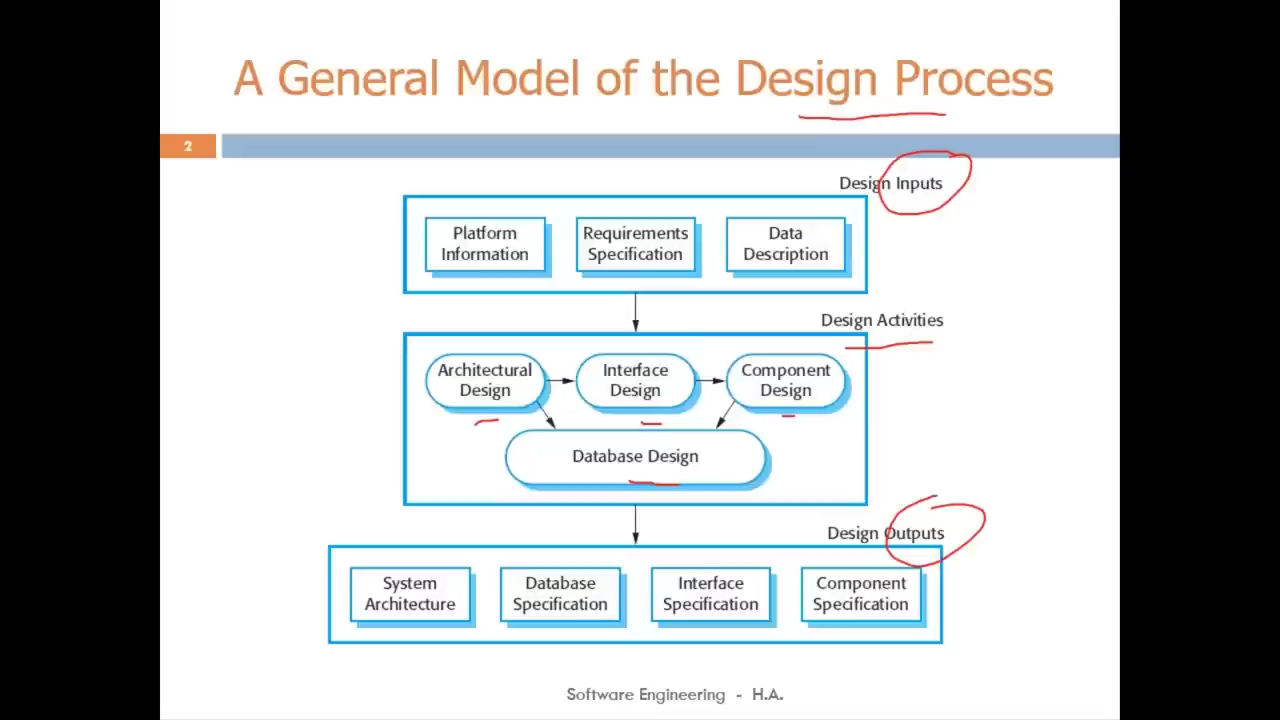 A General Model of the Design Process
2
Design Inputs
Platform
Information
Requirements
Specification
Data
Description
Design Activities
Architectural
Design
Interface
Design
Component
Design
Database Design
Design Outputs
System
Architecture
Database
Specification
Interface
Specification
Component
Specification
Software Engineering - H.A.